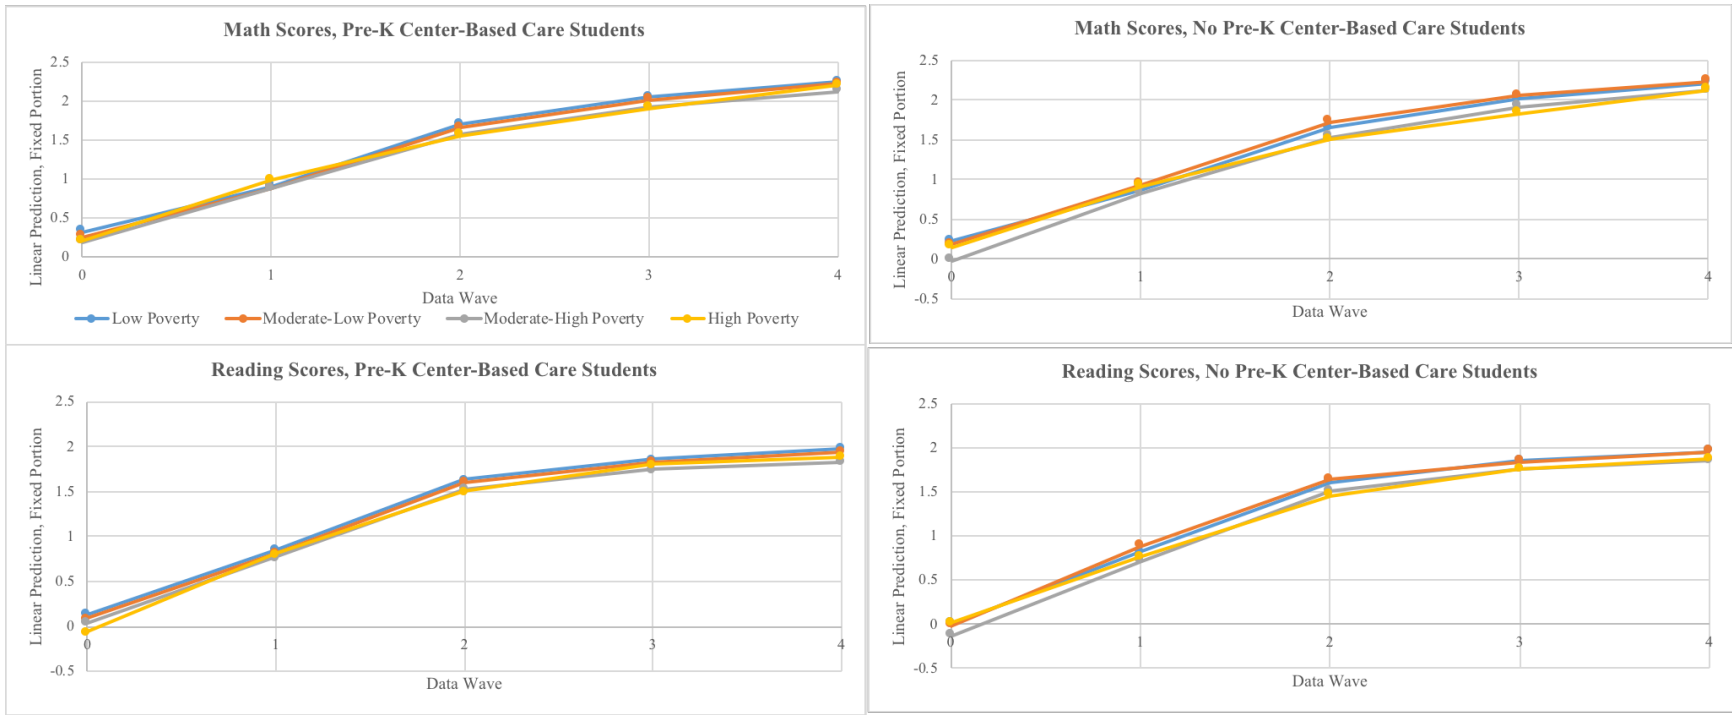 Math Scores, Pre-K Center-Based Care Students
Linear Prediction, Fixed Portion
2.5
2
1.5
1
0.5
0
0 1 2 3 4
Data Wave
Low Poverty Moderate-Low Poverty Moderate-High Poverty High Poverty
Math Scores, No Pre-K Center-Based Care Students
Linear Prediction, Fixed Portion
2.5
2
1.5
1
0.5
0
-0.5
0 1 2 3 4
Data Wave
Reading Scores, Pre-K Center-Based Care Students
Linear Prediction, Fixed Portion
2.5
2
1.5
1
0.5
0
-0.5
0 1 2 3 4
Data Wave
Reading Scores, No Pre-K Center-Based Care Students
Linear Prediction, Fixed Portion
2.5
2
1.5
1
0.5
0
-0.5
0 1 2 3 4
Data Wave